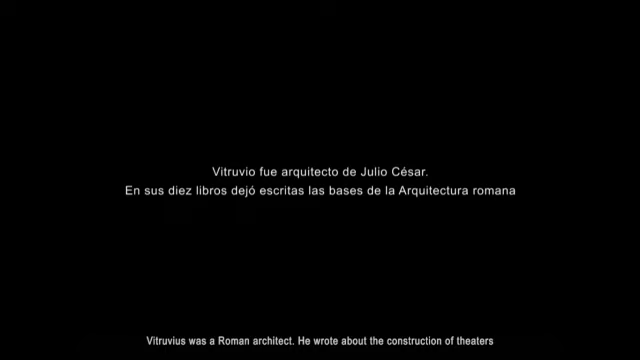 Vitruvio fue arquitecto de Julio César.
En sus diez libros dejó escritas las bases de la Arquitectura romana
Vitruvius was a Roman architect. He wrote about the construction of theaters